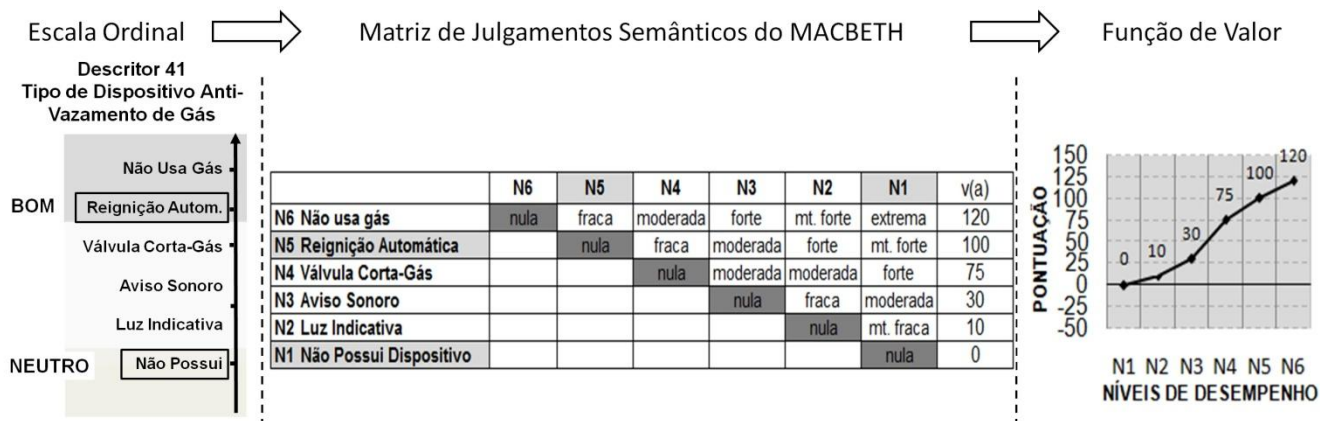 Escala Ordinal
Matriz de Julgamentos Semânticos do MACBETH
Função de Valor
Descritor 41
Tipo de Dispositivo Anti-
Vazamento de Gás
Não Usa Gás
BOM
Reignição Autom.
Válvula Corta-Gás
Aviso Sonoro
Luz Indicativa
NEUTRO
Não Possui
N6 N5 N4 N3 N2 N1 v(a)
N6 Não usa gás nula fraca moderada forte mt. forte extrema 120
N5 Reignição Automática nula fraca moderada forte mt. forte 100
N4 Válvula Corta-Gás nula moderada moderada forte 75
N3 Aviso Sonoro nula fraca moderada 30
N2 Luz Indicativa nula mt. fraca 10
N1 Não Possui Dispositivo nula 0
PONTUAÇÃO
150
125
100
75
50
25
0
-25
-50
0
10
30
75
100
120
N1 N2 N3 N4 N5 N6
NÍVEIS DE DESEMPENHO